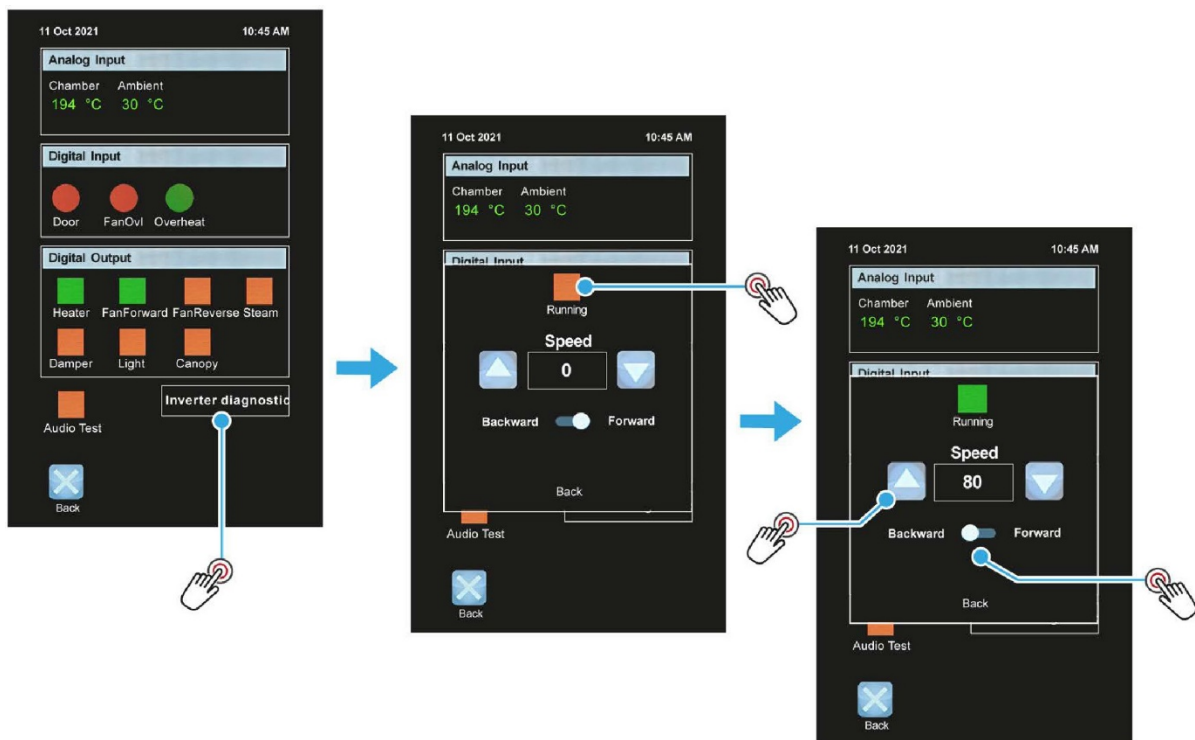 11 Oct 2021 10:45 AM
Analog Input
Chamber Ambient
194 °C 30 °C
Digital Input
Door FanOvl Overheat
Digital Output
Heater FanForward FanReverse Steam
Damper Light Canopy
Inverter diagnostic
Audio Test
Back
11 Oct 2021 10:45 AM
Analog Input
Chamber Ambient
194 °C 30 °C
Digital Input
Running
Speed
0
Backward Forward
Back
Audio Test
Back
11 Oct 2021 10:45 AM
Analog Input
Chamber Ambient
194 °C 30 °C
Digital Input
Running
Speed
80
Backward Forward
Back
Audio Test
Back